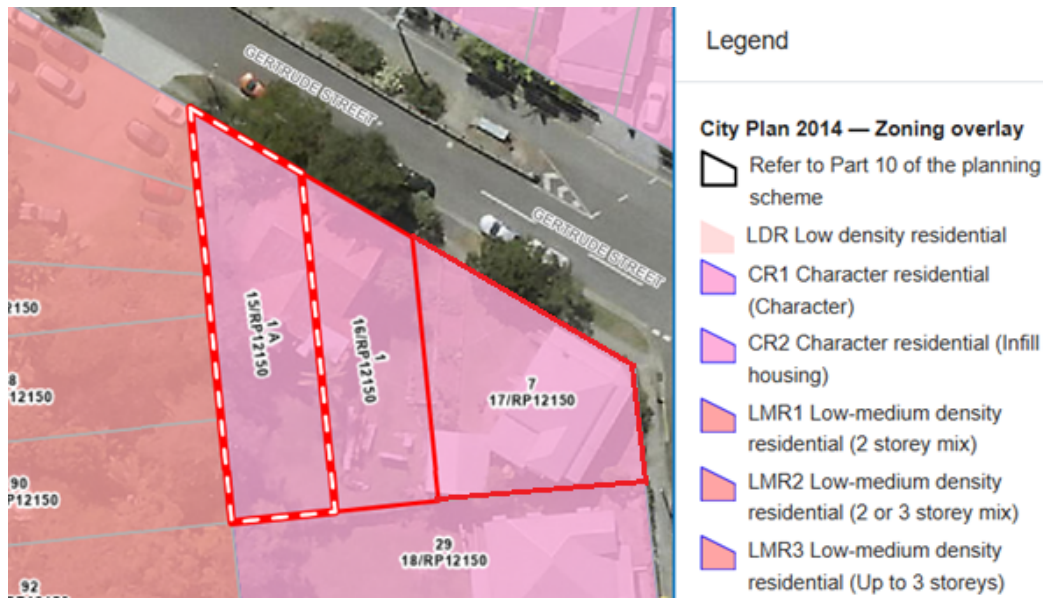 GERTRUDE STREET
GERTRUDE STREET
1 A
15/RP12150
1
16/RP12150
7
17/RP12150
2150
8
12150
90
P12150
29
18/RP12150
92
Legend
City Plan 2014 — Zoning overlay
Refer to Part 10 of the planning
scheme
LDR Low density residential
CR1 Character residential
(Character)
CR2 Character residential (Infill
housing)
LMR1 Low-medium density
residential (2 storey mix)
LMR2 Low-medium density
residential (2 or 3 storey mix)
LMR3 Low-medium density
residential (Up to 3 storeys)